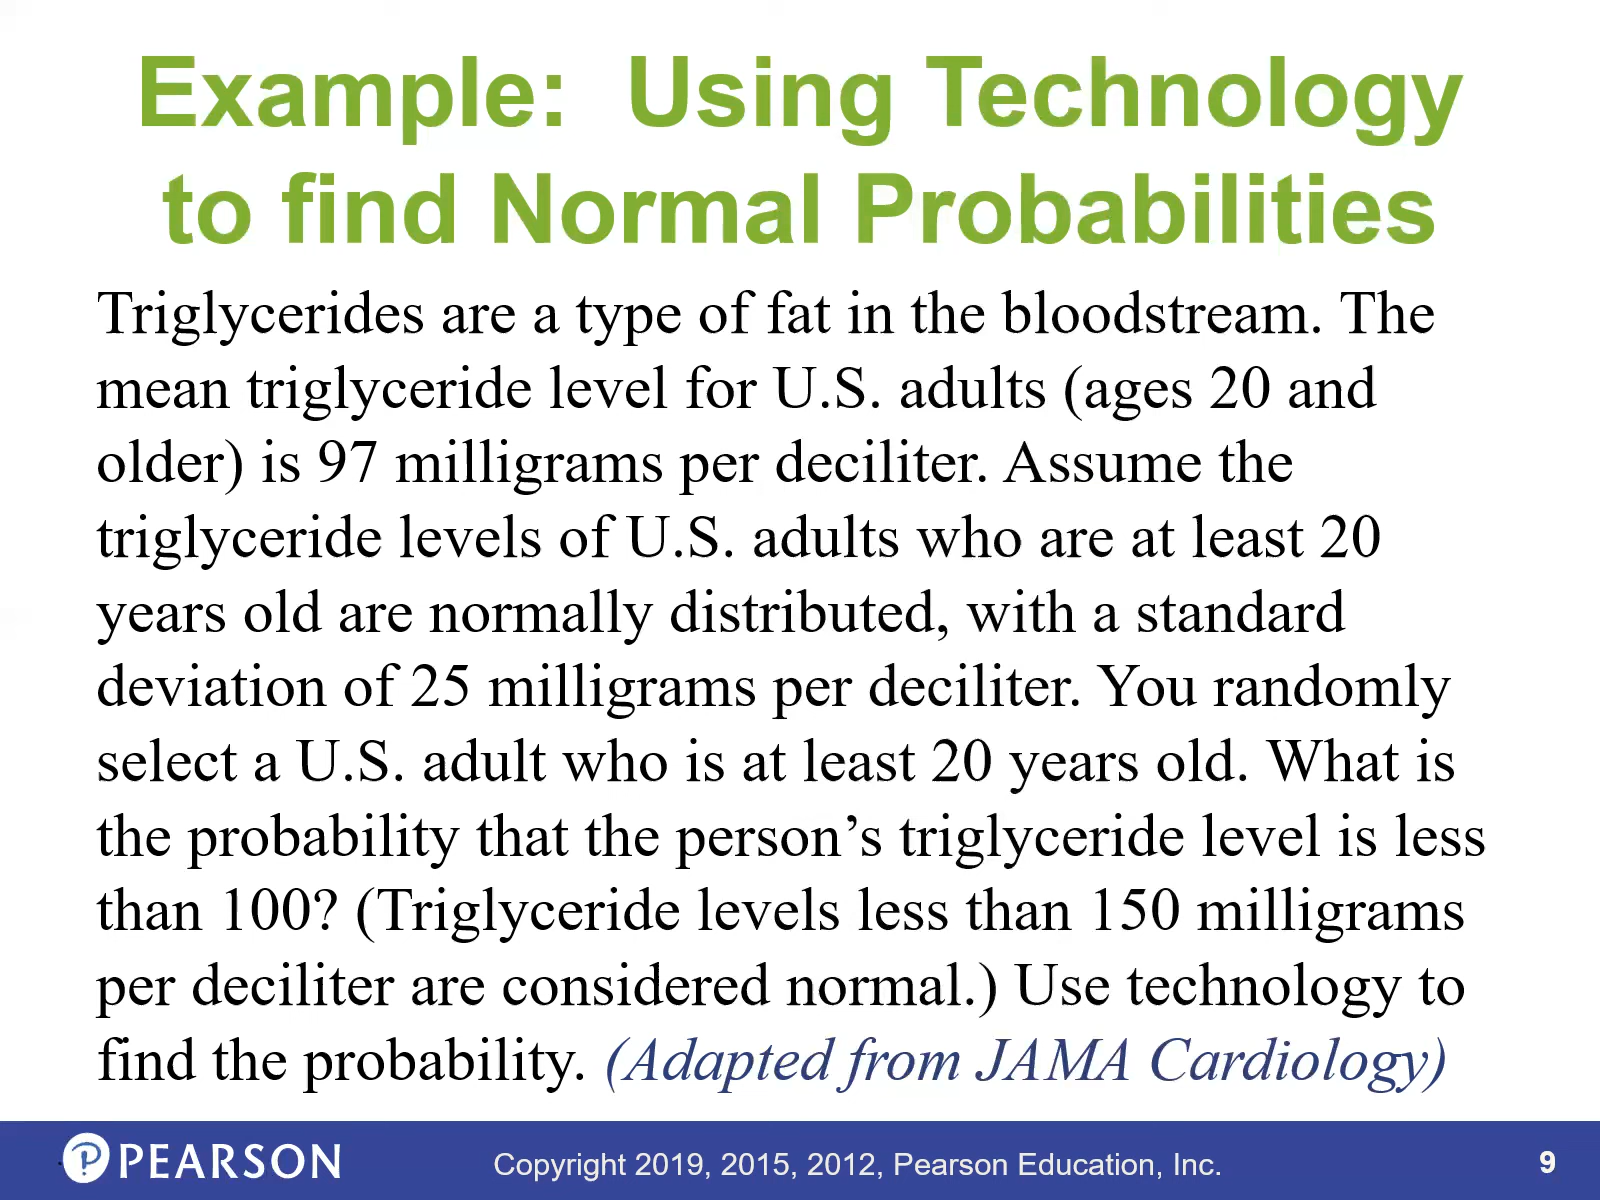 Example: Using Technology
to find Normal Probabilities
Triglycerides are a type of fat in the bloodstream. The
mean triglyceride level for U.S. adults (ages 20 and
older) is 97 milligrams per deciliter. Assume the
triglyceride levels of U.S. adults who are at least 20
years old are normally distributed, with a standard
deviation of 25 milligrams per deciliter. You randomly
select a U.S. adult who is at least 20 years old. What is
the probability that the person’s triglyceride level is less
than 100? (Triglyceride levels less than 150 milligrams
per deciliter are considered normal.) Use technology to
find the probability. (Adapted from JAMA Cardiology)
PEARSON
Copyright 2019, 2015, 2012, Pearson Education, Inc.
9